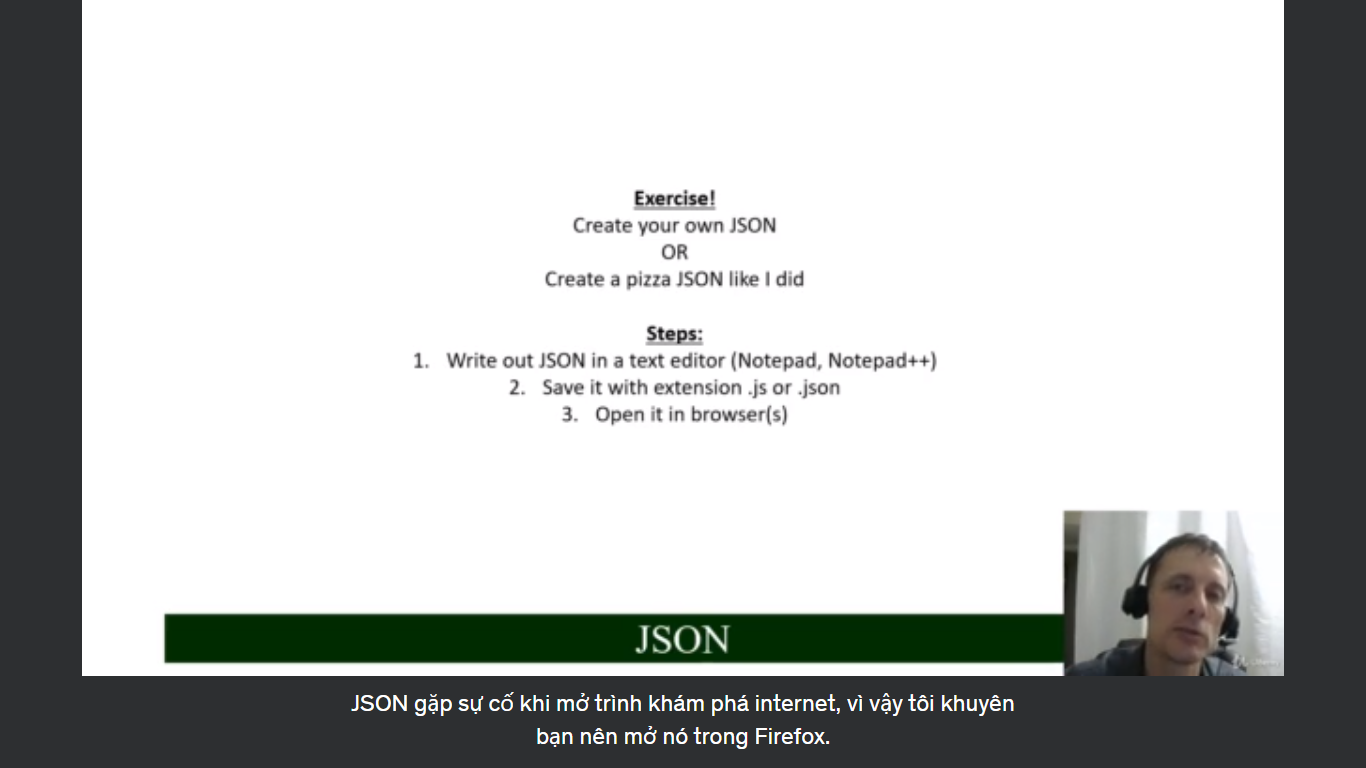 Exercise!
Create your own JSON
OR
Create a pizza JSON like I did
Steps:
1. Write out JSON in a text editor (Notepad, Notepad++)
2. Save it with extension .js or .json
3. Open it in browser(s)
JSON
JSON gặp sự cố khi mở trình khám phá internet, vì vậy tôi khuyên
bạn nên mở nó trong Firefox.